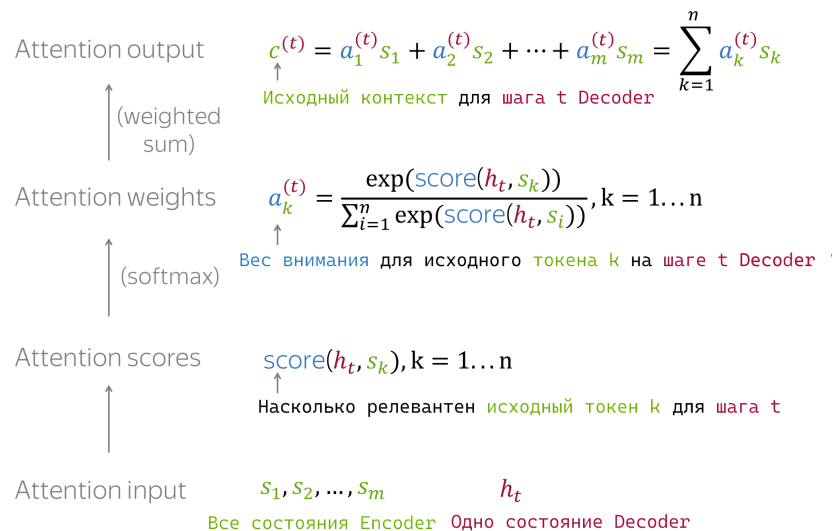 Attention output c^(t) = a_1^(t) s_1 + a_2^(t) s_2 + ⋯ + a_m^(t) s_m = ∑_{k=1}^{n} a_k^(t) s_k
Исходный контекст для шага t Decoder
(weighted
sum)
Attention weights a_k^(t) = exp(score(h_t, s_k)) / ∑_{i=1}^{n} exp(score(h_t, s_i)), k = 1…n
Вес внимания для исходного токена k на шаге t Decoder
(softmax)
Attention scores score(h_t, s_k), k = 1…n
Насколько релевантен исходный токен k для шага t
Attention input s_1, s_2, …, s_m h_t
Все состояния Encoder Одно состояние Decoder